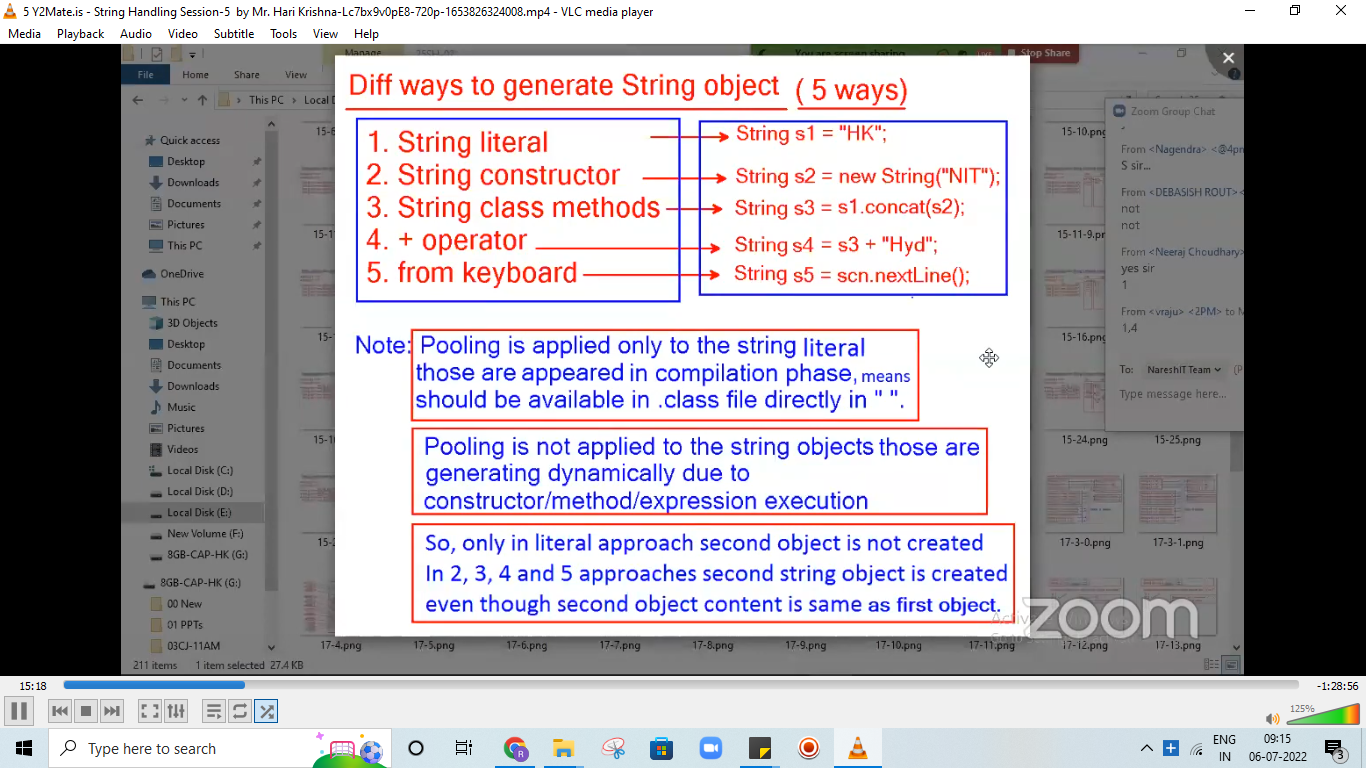 5 Y2Mate.is - String Handling Session-5 by Mr. Hari Krishna-Lc7bx9v0pE8-720p-1653826324008.mp4 - VLC media player
Media Playback Audio Video Subtitle Tools View Help
You are screen sharing
Stop Share
Manage
File Home Share View
This PC
Quick access
Desktop
Downloads
Documents
Pictures
This PC
OneDrive
This PC
3D Objects
Desktop
Documents
Downloads
Music
Pictures
Videos
Local Disk (C:)
Local Disk (D:)
Local Disk (E:)
New Volume (F:)
8GB-CAP-HK (G:)
8GB-CAP-HK (G:)
00 New
01 PPTs
03CJ-11AM
211 items 1 item selected 27.4 KB
Diff ways to generate String object ( 5 ways)
1. String literal String s1 = "HK";
2. String constructor String s2 = new String("NIT");
3. String class methods String s3 = s1.concat(s2);
4. + operator String s4 = s3 + "Hyd";
5. from keyboard String s5 = scn.nextLine();
Note: Pooling is applied only to the string literal
those are appeared in compilation phase, means
should be available in .class file directly in " ".
Pooling is not applied to the string objects those are
generating dynamically due to
constructor/method/expression execution
So, only in literal approach second object is not created
In 2, 3, 4 and 5 approaches second string object is created
even though second object content is same as first object.
zoom
15-10.png
15-11-9.png
15-24.png 15-25.png
17-3-0.png 17-3-1.png
17-4.png 17-5.png 17-6.png 17-7.png 17-8.png 17-9.png 17-10.png 17-11.png 17-12.png 17-13.png
Zoom Group Chat
From <Nagendra> <@4pm
S sir...
From <DEBASISH ROUT> <
not
not
From <Neeraj Choudhary>
yes sir
1
From <vraju> <2PM> to M
1,4
To: NareshIT Team
Type message here...
15:18 -1:28:56
125%
Type here to search
ENG
IN
09:15
06-07-2022
3